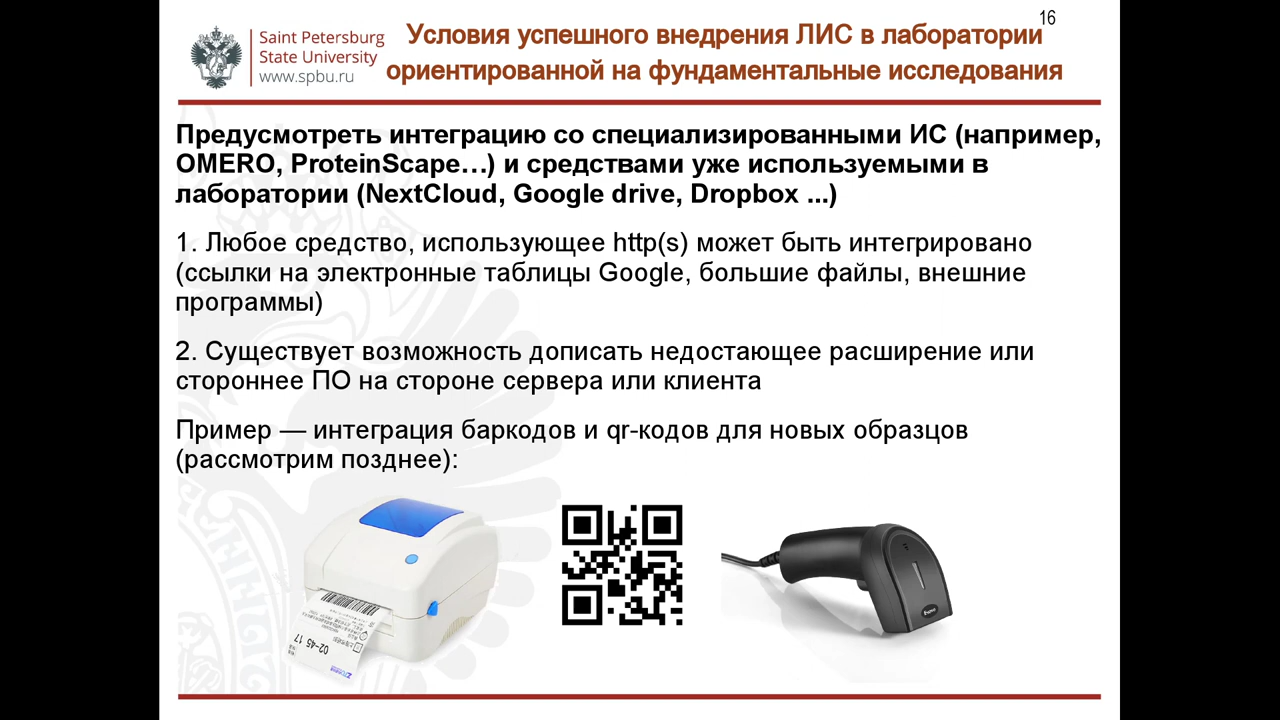 16
Saint Petersburg
State University
www.spbu.ru
Условия успешного внедрения ЛИС в лаборатории
ориентированной на фундаментальные исследования
Предусмотреть интеграцию со специализированными ИС (например,
OMERO, ProteinScape…) и средствами уже используемыми в
лаборатории (NextCloud, Google drive, Dropbox ...)
1. Любое средство, использующее http(s) может быть интегрировано
(ссылки на электронные таблицы Google, большие файлы, внешние
программы)
2. Существует возможность дописать недостающее расширение или
стороннее ПО на стороне сервера или клиента
Пример — интеграция баркодов и qr-кодов для новых образцов
(рассмотрим позднее):
02-45 17